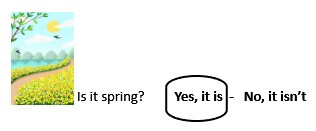 Is it spring? Yes, it is - No, it isn’t